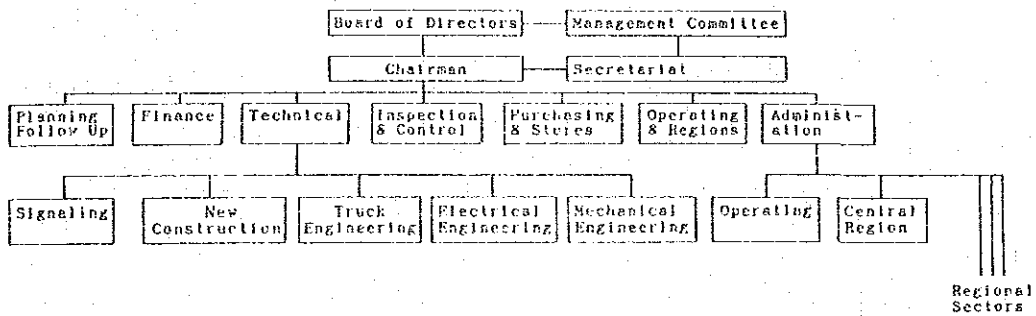 Board of Directors
Management Committee
Chairman
Secretariat
Planning
Follow Up
Finance
Technical
Inspection
& Control
Purchasing
& Stores
Operating
& Regions
Administ-
ation
Signaling
New
Construction
Truck
Engineering
Electrical
Engineering
Mechanical
Engineering
Operating
Central
Region
Regional
Sectors